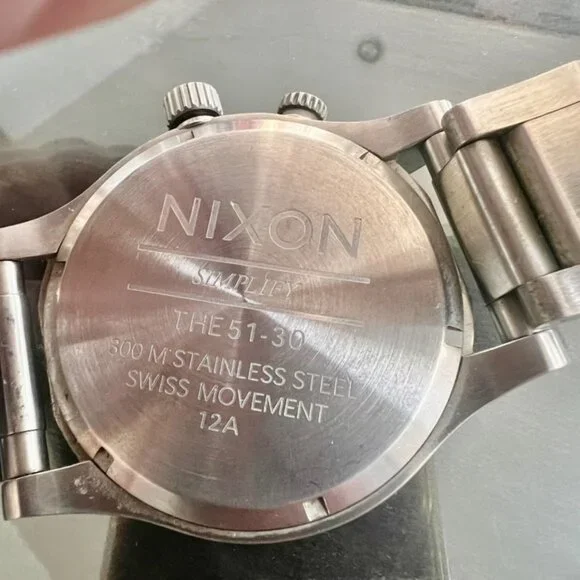 NIXON
SIMPLIFY
THE 51-30
300 M STAINLESS STEEL
SWISS MOVEMENT
12A